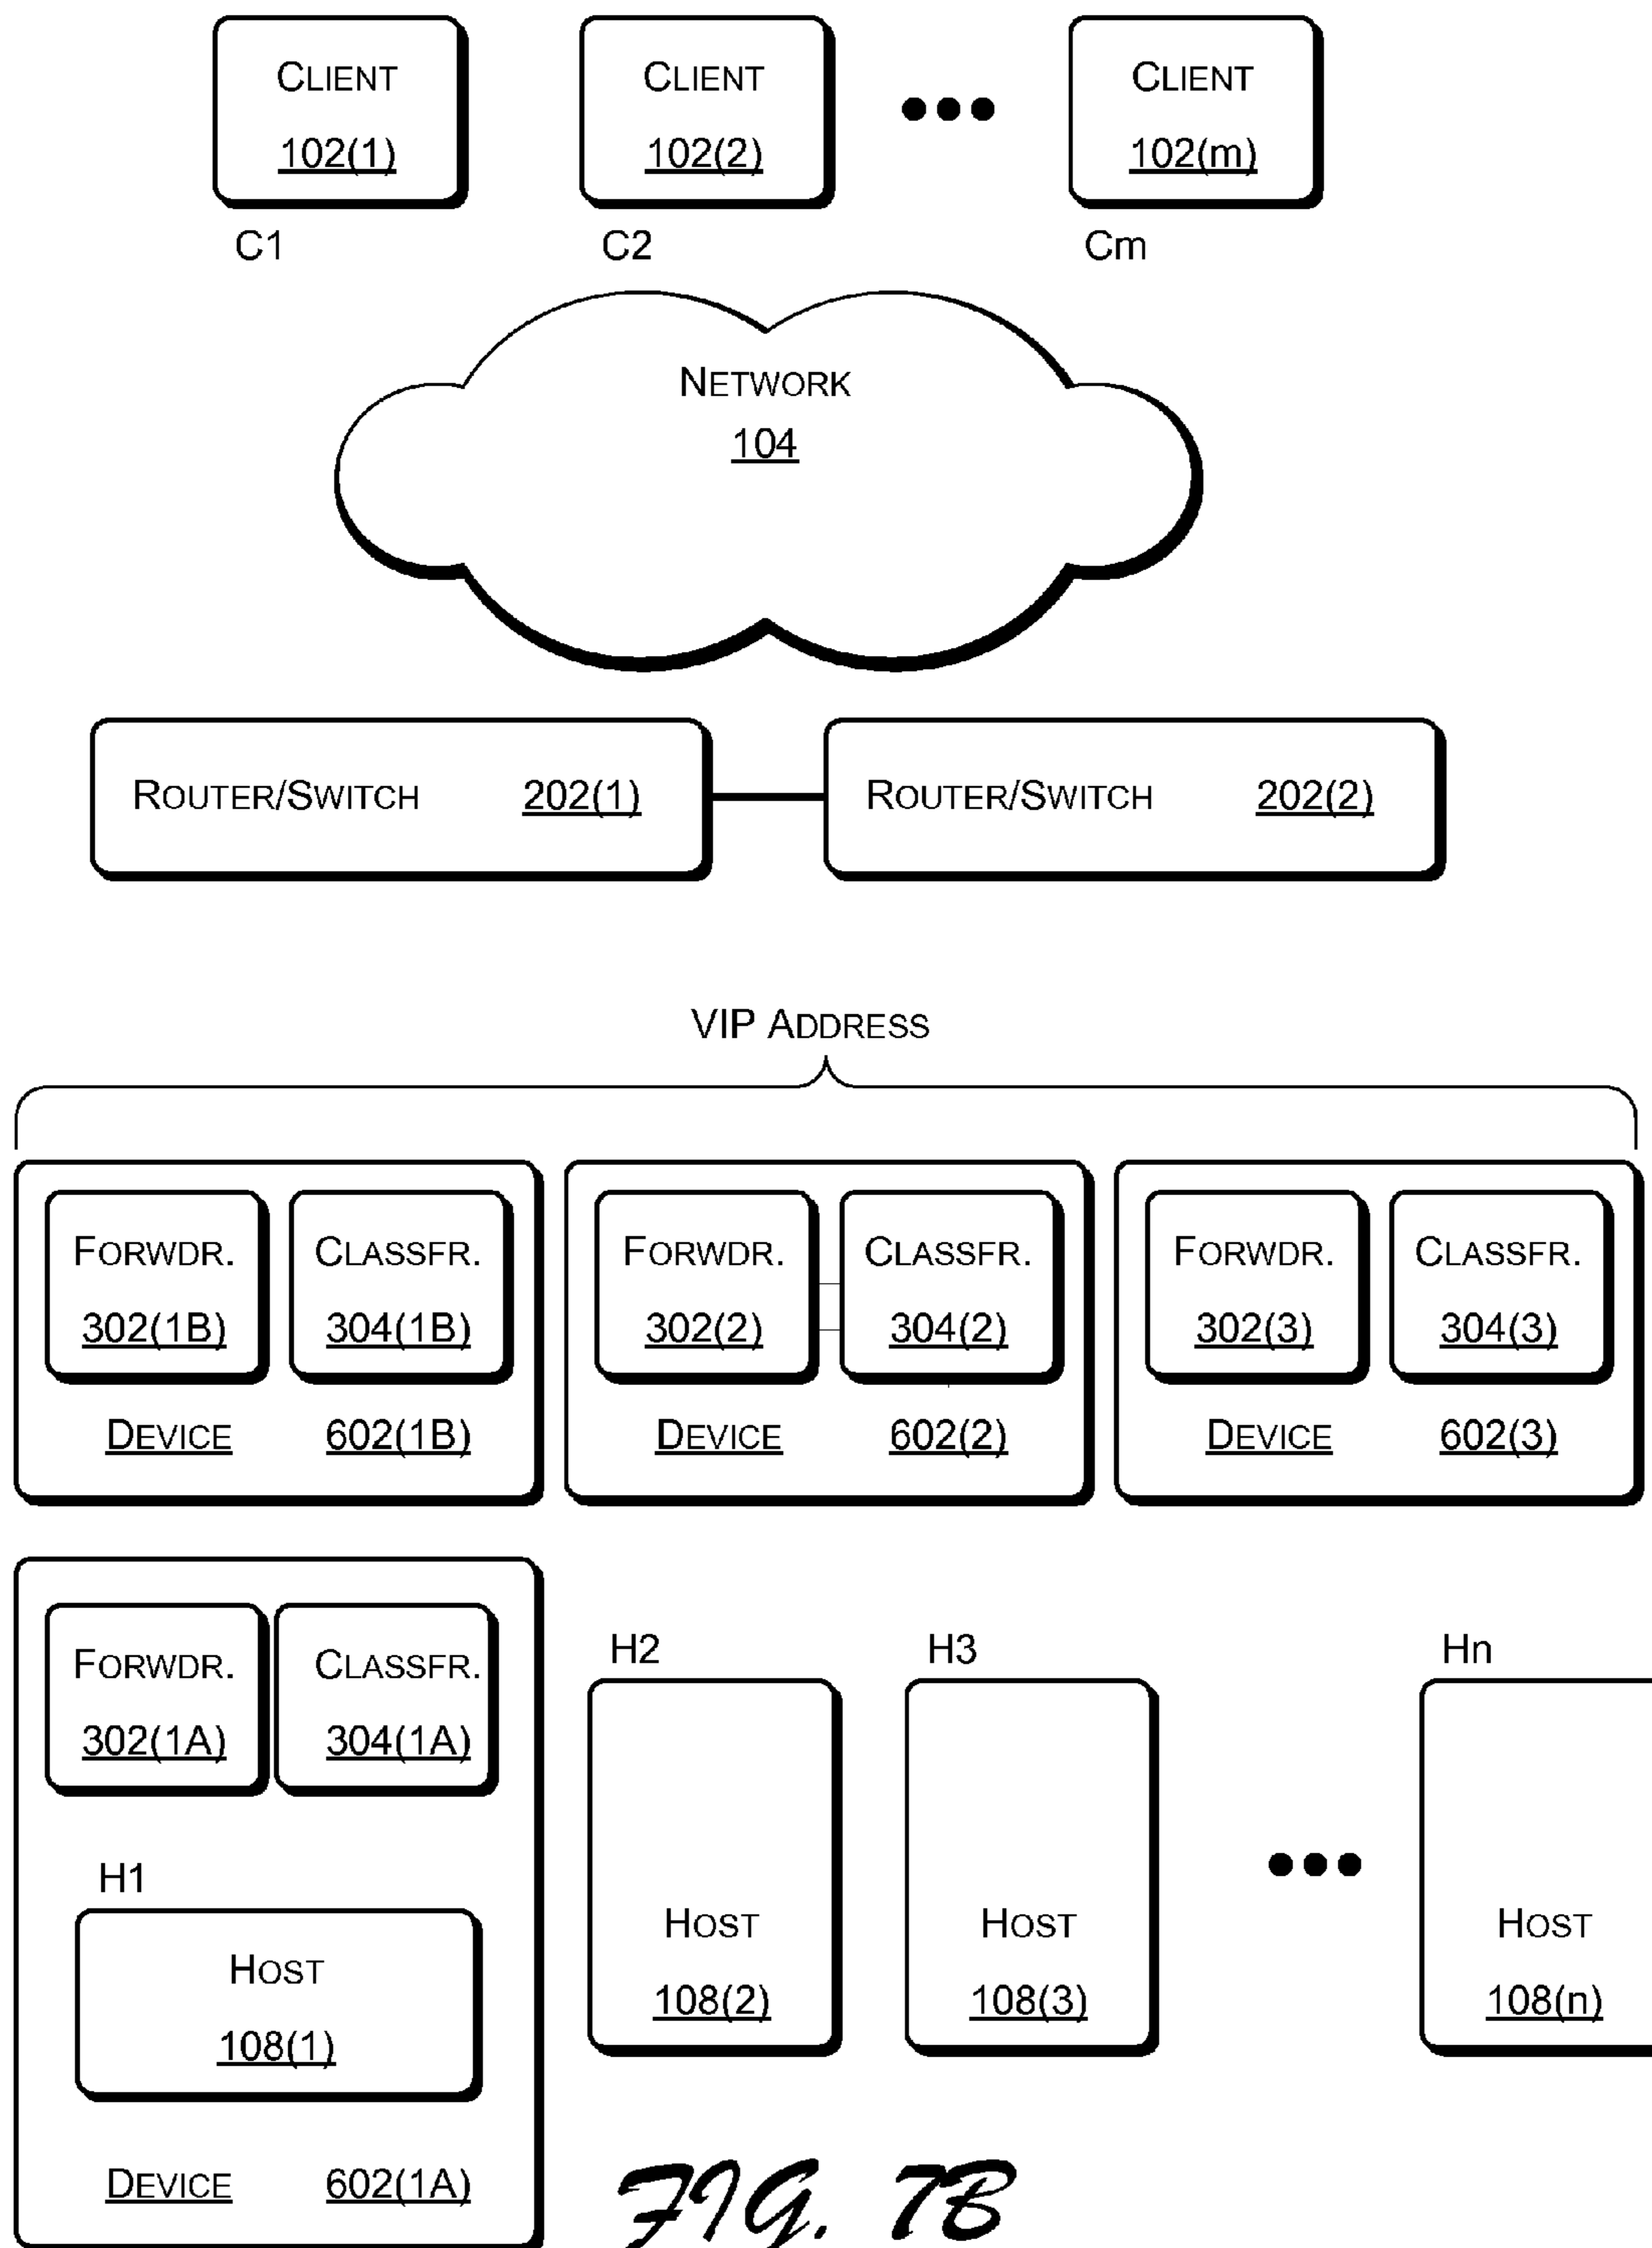 CLIENT CLIENT CLIENT
102(1) 102(2) ••• 102(m)
C1 C2 Cm
NETWORK
104
ROUTER/SWITCH 202(1) ROUTER/SWITCH 202(2)
VIP ADDRESS
FORWDR. CLASSFR. FORWDR. CLASSFR. FORWDR. CLASSFR.
302(1B) 304(1B) 302(2) 304(2) 302(3) 304(3)
DEVICE 602(1B) DEVICE 602(2) DEVICE 602(3)
FORWDR. CLASSFR.
302(1A) 304(1A)
H1
HOST
108(1)
DEVICE 602(1A)
H2 H3 Hn
HOST HOST ••• HOST
108(2) 108(3) 108(n)
FIG. 7B